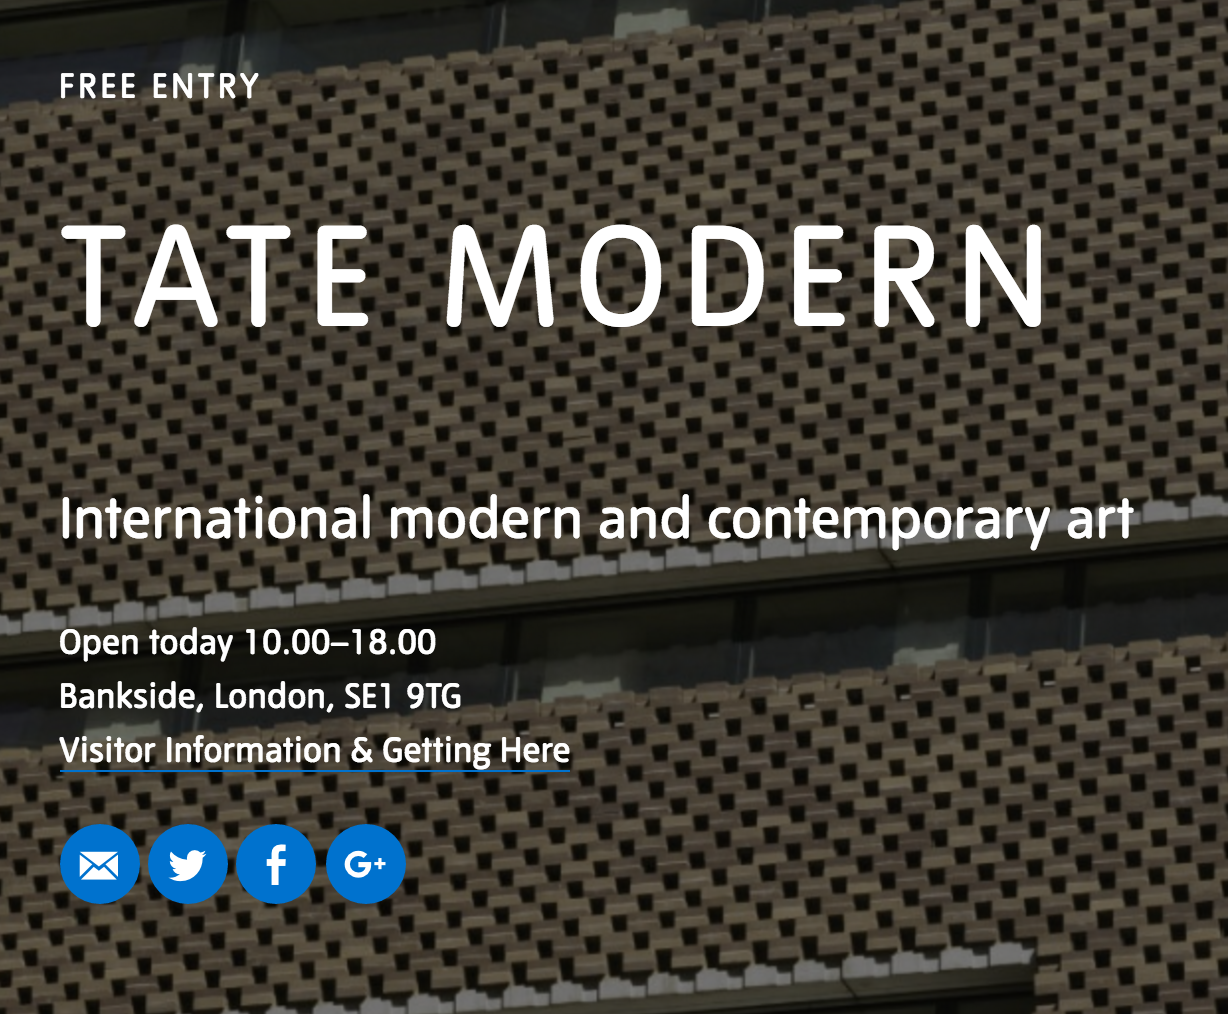 FREE ENTRY
TATE MODERN
International modern and contemporary art
Open today 10.00–18.00
Bankside, London, SE1 9TG
Visitor Information & Getting Here
f G+